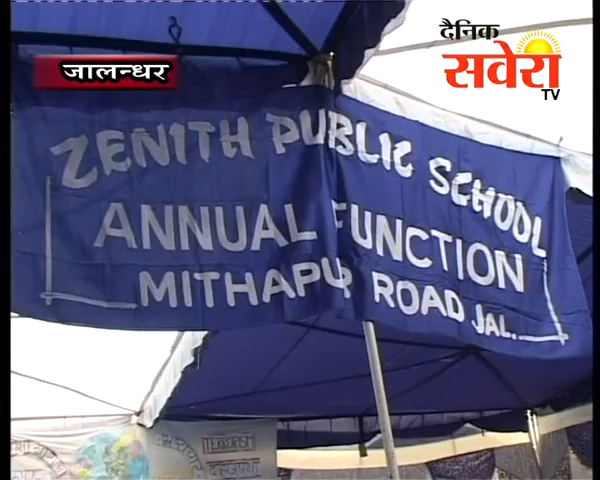 जालन्धर
दैनिक
सवेरा
TV
ZENITH PUBLIC SCHOOL
ANNUAL FUNCTION
MITHAPUR ROAD JAL.
TERRORISM